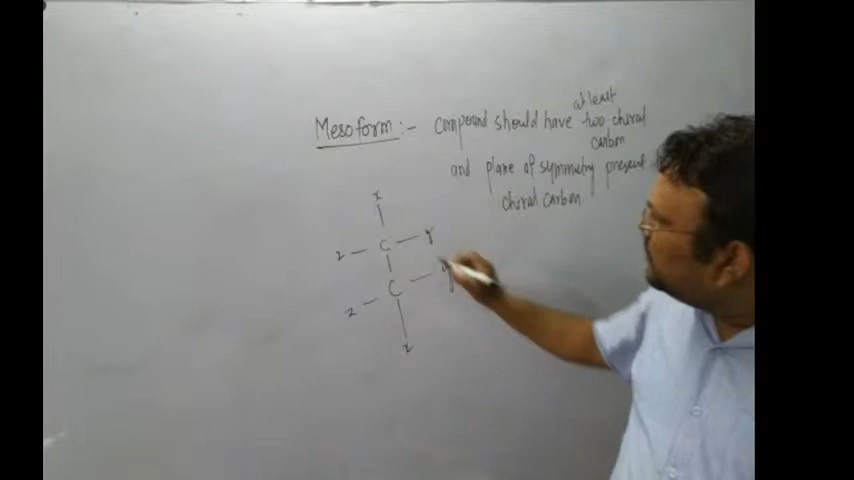 at least
Mesoform :- compound should have two chiral
carbon
and plane of symmetry present
chiral carbon
x
z - C - y
C - y
z
x